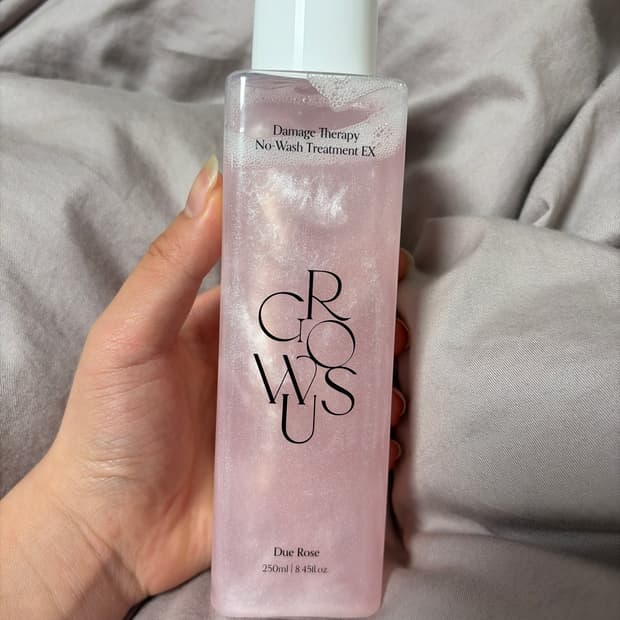 Damage Therapy
No-Wash Treatment EX
GROWUS
Due Rose
250ml | 8.45fl.oz.